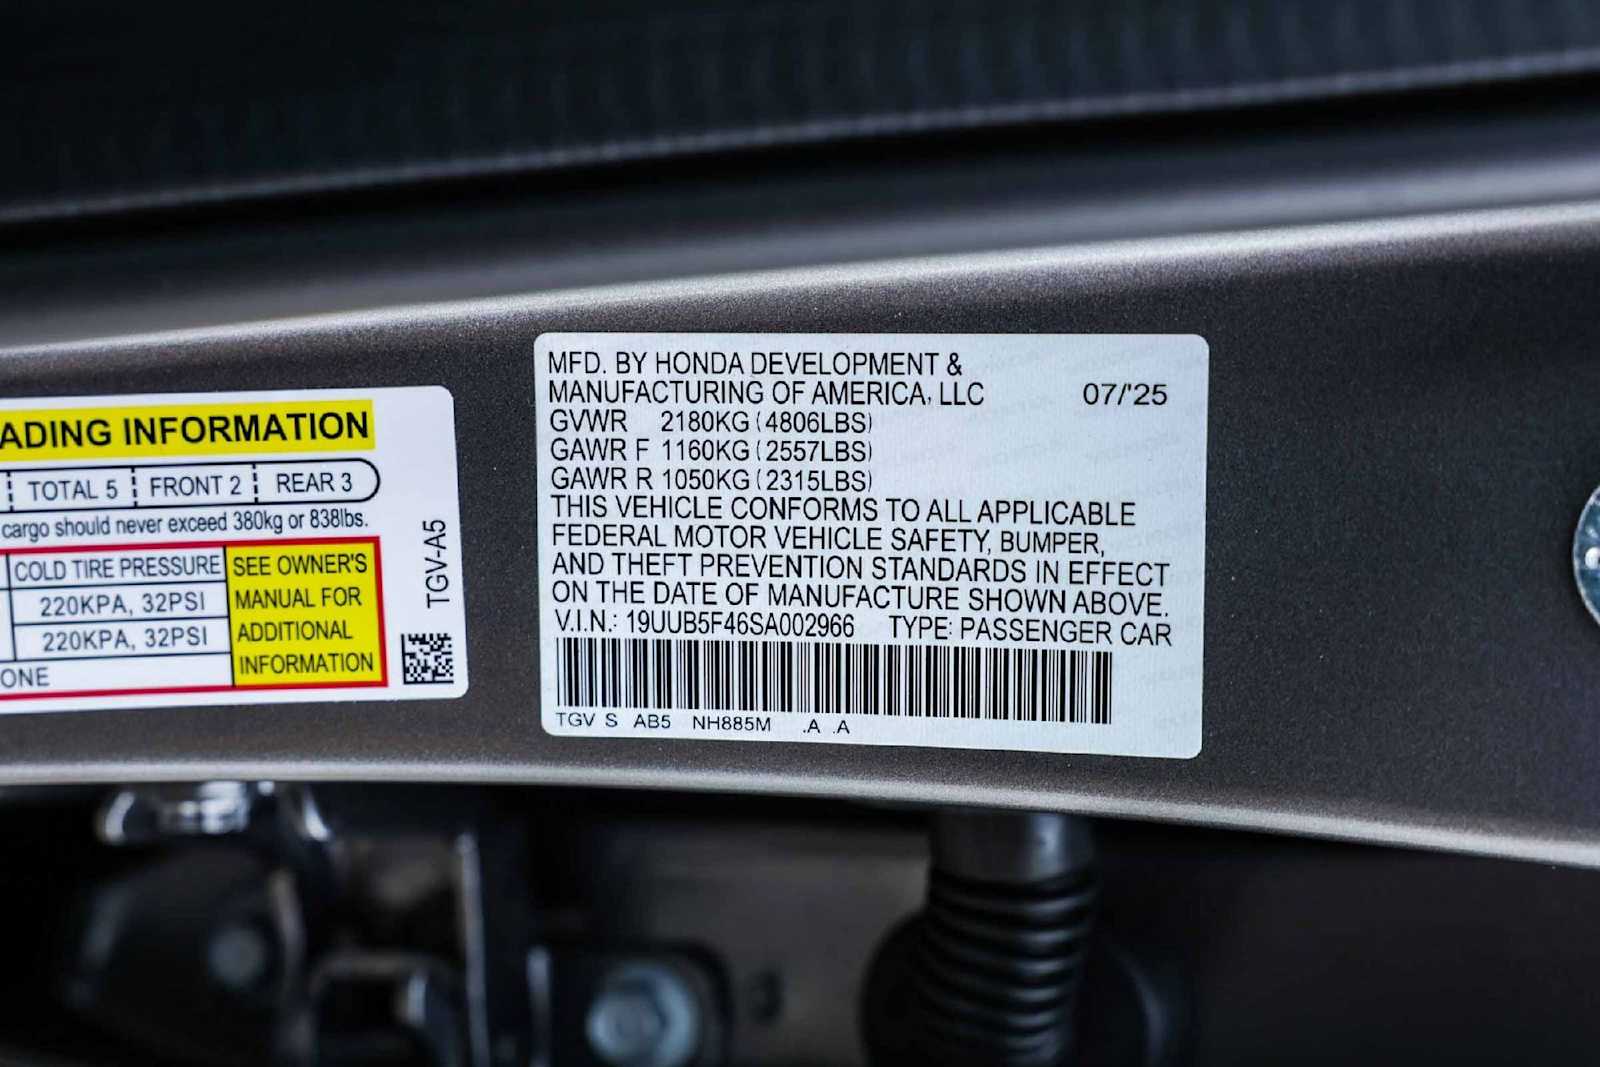 ADING INFORMATION
TOTAL 5 FRONT 2 REAR 3
cargo should never exceed 380kg or 838lbs.
COLD TIRE PRESSURE
220KPA, 32PSI
220KPA, 32PSI
ONE
SEE OWNER'S
MANUAL FOR
ADDITIONAL
INFORMATION
TGV-A5
MFD. BY HONDA DEVELOPMENT &
MANUFACTURING OF AMERICA, LLC 07/'25
GVWR 2180KG (4806LBS)
GAWR F 1160KG (2557LBS)
GAWR R 1050KG (2315LBS)
THIS VEHICLE CONFORMS TO ALL APPLICABLE
FEDERAL MOTOR VEHICLE SAFETY, BUMPER,
AND THEFT PREVENTION STANDARDS IN EFFECT
ON THE DATE OF MANUFACTURE SHOWN ABOVE.
V.I.N.: 19UUB5F46SA002966 TYPE: PASSENGER CAR
TGV S AB5 NH885M .A .A